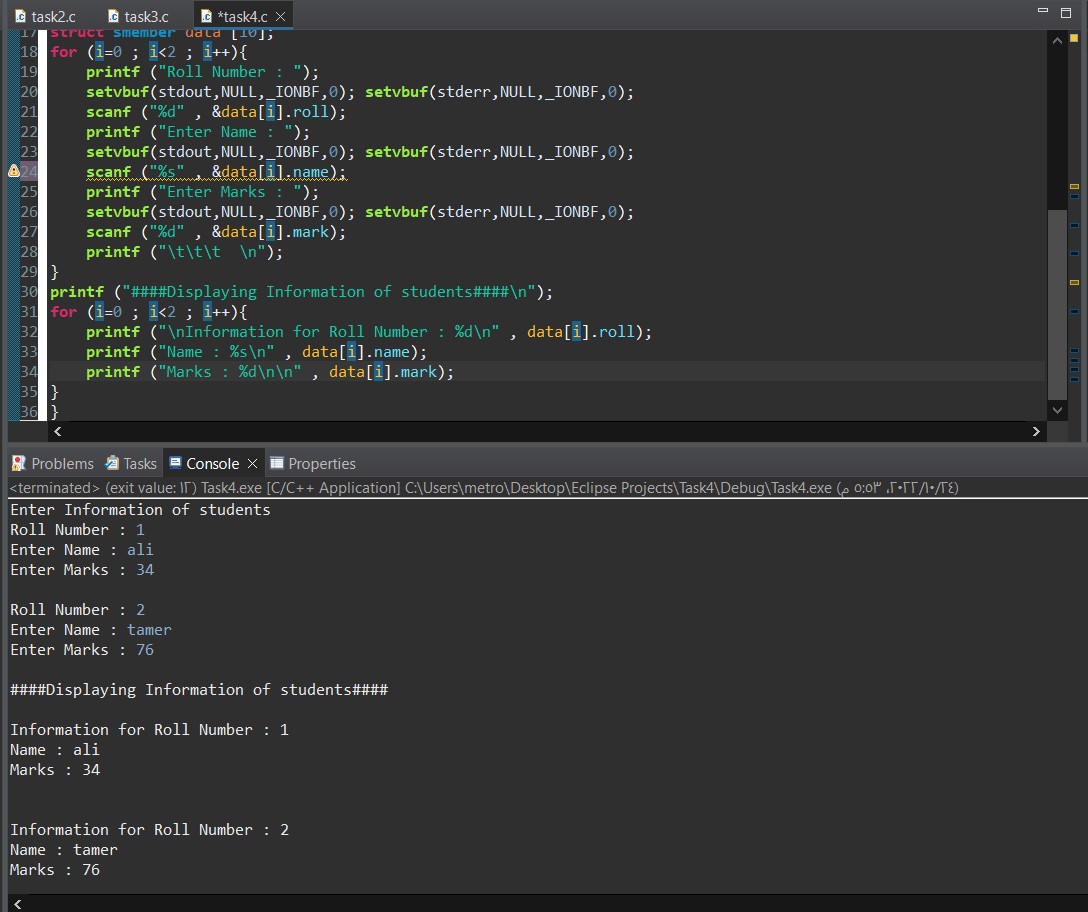 task2.c task3.c *task4.c
17 struct smember data [10];
18 for (i=0 ; i<2 ; i++){
19 printf ("Roll Number : ");
20 setvbuf(stdout,NULL,_IONBF,0); setvbuf(stderr,NULL,_IONBF,0);
21 scanf ("%d" , &data[i].roll);
22 printf ("Enter Name : ");
23 setvbuf(stdout,NULL,_IONBF,0); setvbuf(stderr,NULL,_IONBF,0);
24 scanf ("%s" , &data[i].name);
25 printf ("Enter Marks : ");
26 setvbuf(stdout,NULL,_IONBF,0); setvbuf(stderr,NULL,_IONBF,0);
27 scanf ("%d" , &data[i].mark);
28 printf ("\t\t\t  \n");
29 }
30 printf ("####Displaying Information of students####\n");
31 for (i=0 ; i<2 ; i++){
32 printf ("\nInformation for Roll Number : %d\n" , data[i].roll);
33 printf ("Name : %s\n" , data[i].name);
34 printf ("Marks : %d\n\n" , data[i].mark);
35 }
36 }
Problems Tasks Console Properties
<terminated> (exit value: ١٢) Task4.exe [C/C++ Application] C:\Users\metro\Desktop\Eclipse Projects\Task4\Debug\Task4.exe (٢٤/١٠/٢٠٢٢، ٥:٥٣ م)
Enter Information of students
Roll Number : 1
Enter Name : ali
Enter Marks : 34
Roll Number : 2
Enter Name : tamer
Enter Marks : 76
####Displaying Information of students####
Information for Roll Number : 1
Name : ali
Marks : 34
Information for Roll Number : 2
Name : tamer
Marks : 76